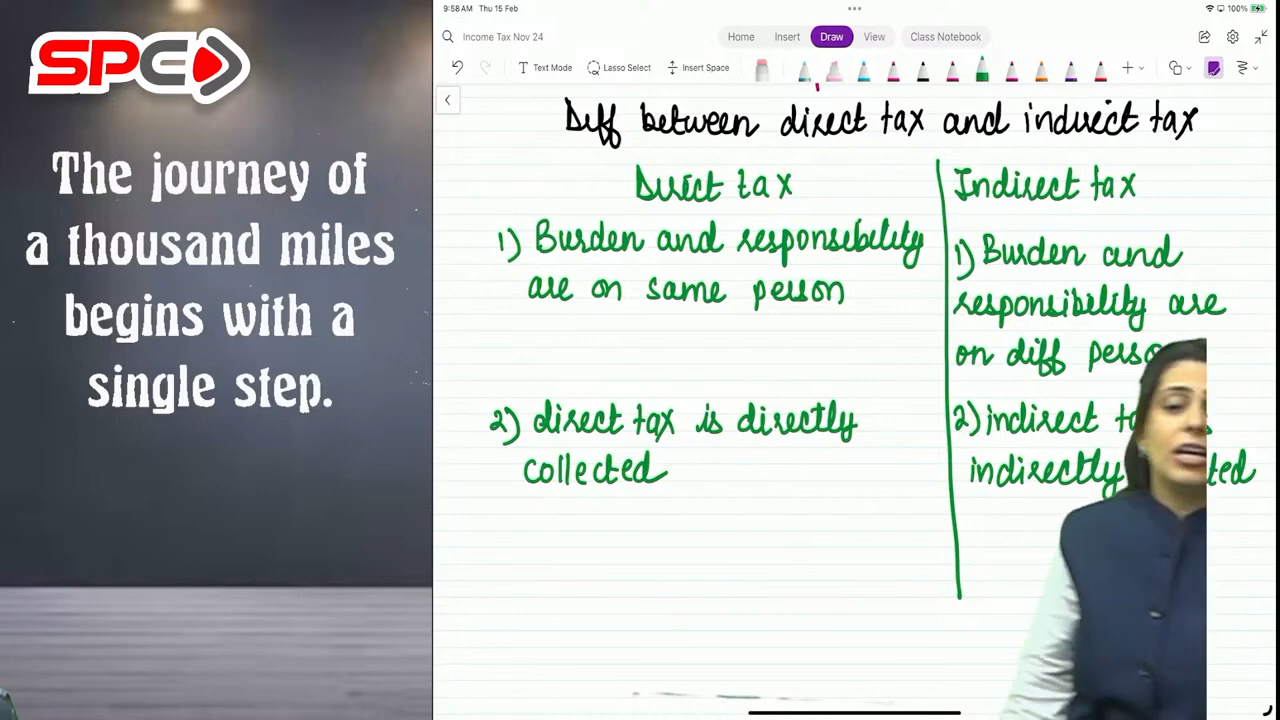 SPC
The journey of
a thousand miles
begins with a
single step.
9:58 AM Thu 15 Feb
100%
Income Tax Nov 24
Home Insert Draw View Class Notebook
Text Mode Lasso Select Insert Space
Diff between direct tax and indirect tax
Direct tax
1) Burden and responsibility
are on same person
2) direct tax is directly
collected
Indirect tax
1) Burden and
responsibility are
on diff
2) indirect
indirectly